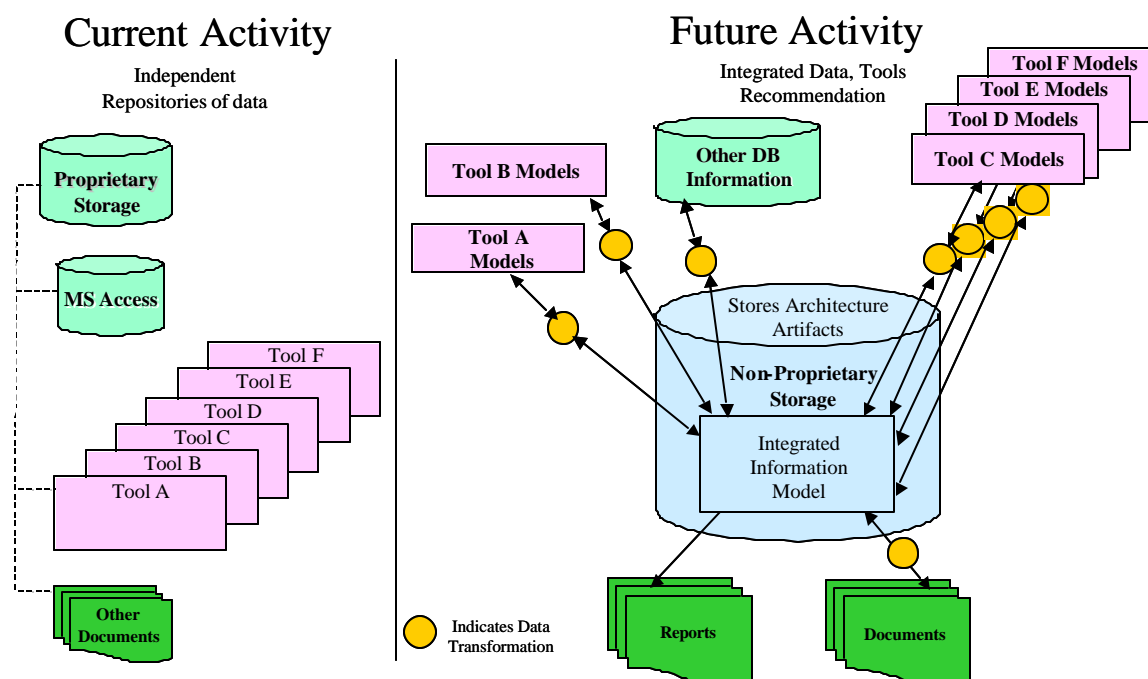 Current Activity
Independent
Repositories of data
Proprietary
Storage
MS Access
Tool F
Tool E
Tool D
Tool C
Tool B
Tool A
Other
Documents
Future Activity
Integrated Data, Tools
Recommendation
Tool F Models
Tool E Models
Tool D Models
Tool C Models
Tool B Models
Other DB
Information
Tool A
Models
Stores Architecture
Artifacts
Non-Proprietary
Storage
Integrated
Information
Model
Indicates Data
Transformation
Reports
Documents